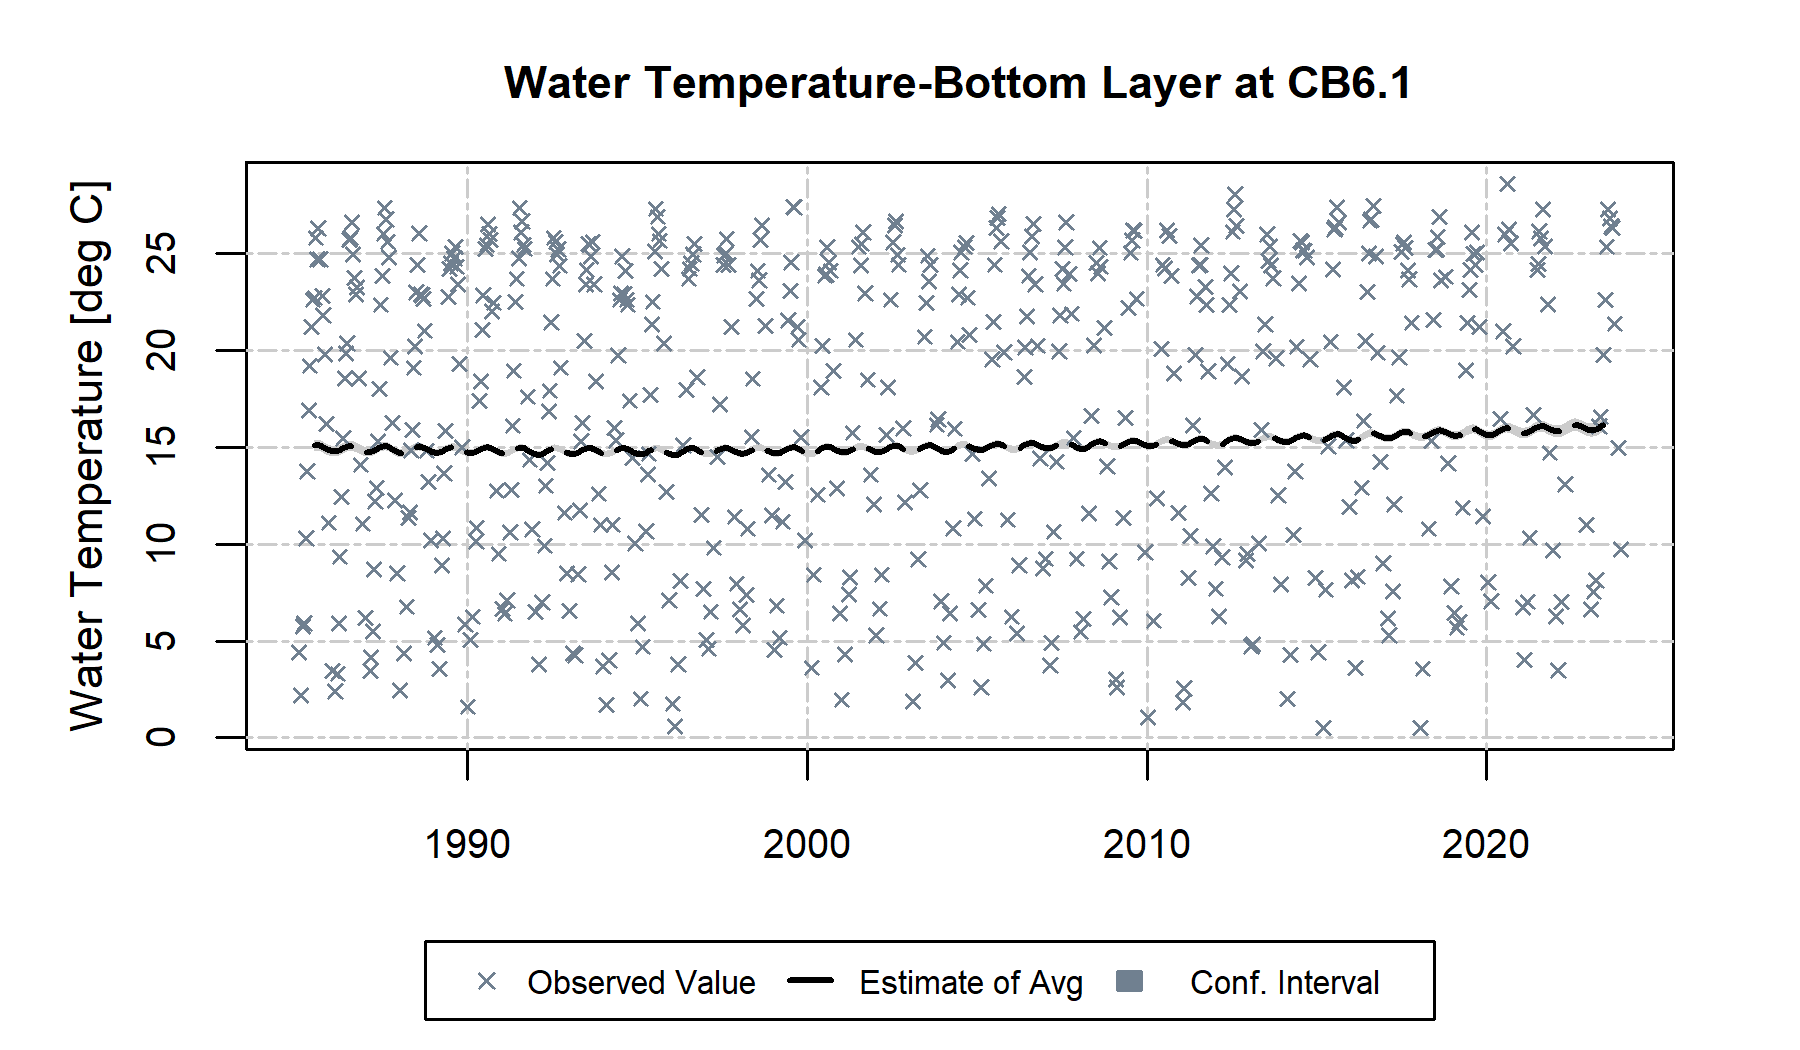 Water Temperature-Bottom Layer at CB6.1
Water Temperature [deg C]
25
20
15
10
5
0
1990 2000 2010 2020
Observed Value Estimate of Avg Conf. Interval